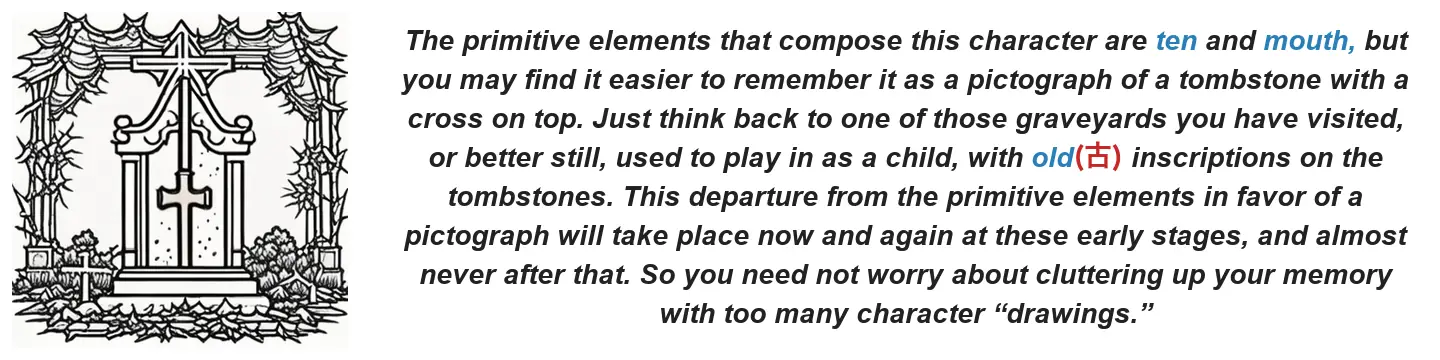 The primitive elements that compose this character are ten and mouth, but
you may find it easier to remember it as a pictograph of a tombstone with a
cross on top. Just think back to one of those graveyards you have visited,
or better still, used to play in as a child, with old(古) inscriptions on the
tombstones. This departure from the primitive elements in favor of a
pictograph will take place now and again at these early stages, and almost
never after that. So you need not worry about cluttering up your memory
with too many character “drawings.”